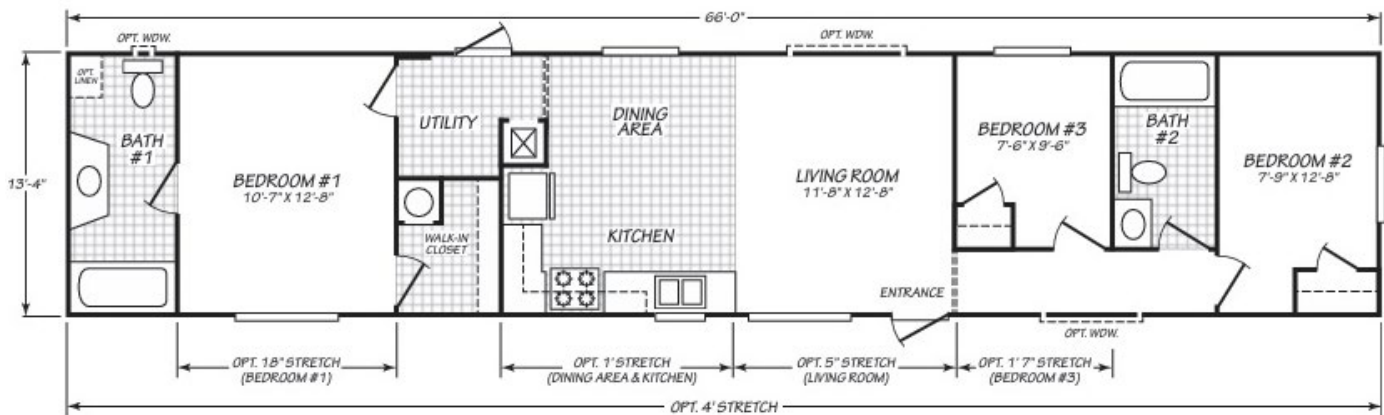 66'-0"
OPT. WDW.
OPT. WDW.
OPT.
LINEN
13'-4"
BATH
#1
BEDROOM #1
10'-7" X 12'-8"
UTILITY
WALK-IN
CLOSET
DINING
AREA
KITCHEN
LIVING ROOM
11'-8" X 12'-8"
ENTRANCE
BEDROOM #3
7'-6" X 9'-6"
BATH
#2
BEDROOM #2
7'-9" X 12'-8"
OPT. WDW.
OPT. 18" STRETCH
(BEDROOM #1)
OPT. 1' STRETCH
(DINING AREA & KITCHEN)
OPT. 5" STRETCH
(LIVING ROOM)
OPT. 1' 7" STRETCH
(BEDROOM #3)
OPT. 4' STRETCH